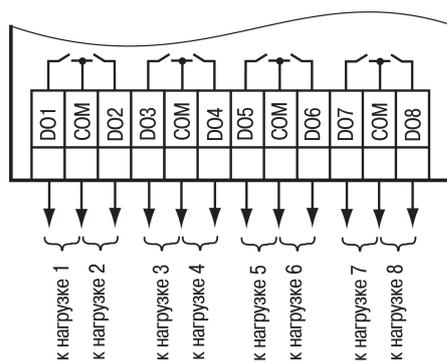 DO1
COM
DO2
DO3
COM
DO4
DO5
COM
DO6
DO7
COM
DO8
к нагрузке 1
к нагрузке 2
к нагрузке 3
к нагрузке 4
к нагрузке 5
к нагрузке 6
к нагрузке 7
к нагрузке 8